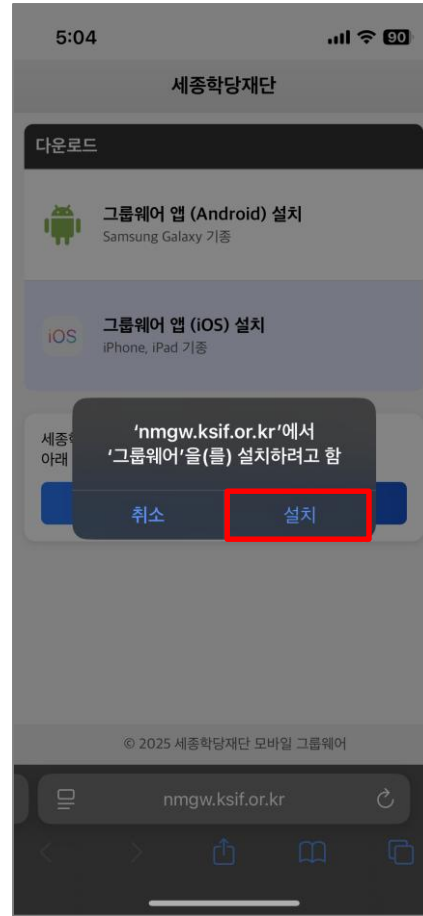 5:04
90
세종학당재단
다운로드
그룹웨어 앱 (Android) 설치
Samsung Galaxy 기종
iOS
그룹웨어 앱 (iOS) 설치
iPhone, iPad 기종
아래
'nmgw.ksif.or.kr'에서
'그룹웨어'을(를) 설치하려고 함
취소
설치
© 2025 세종학당재단 모바일 그룹웨어
nmgw.ksif.or.kr